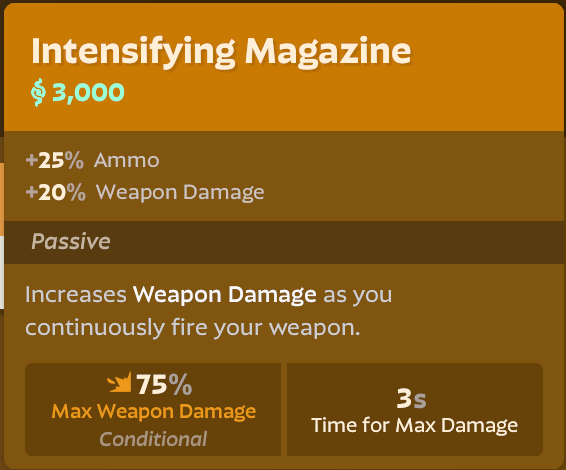 Intensifying Magazine
3,000
+25% Ammo
+20% Weapon Damage
Passive
Increases Weapon Damage as you
continuously fire your weapon.
75%
Max Weapon Damage
Conditional
3s
Time for Max Damage